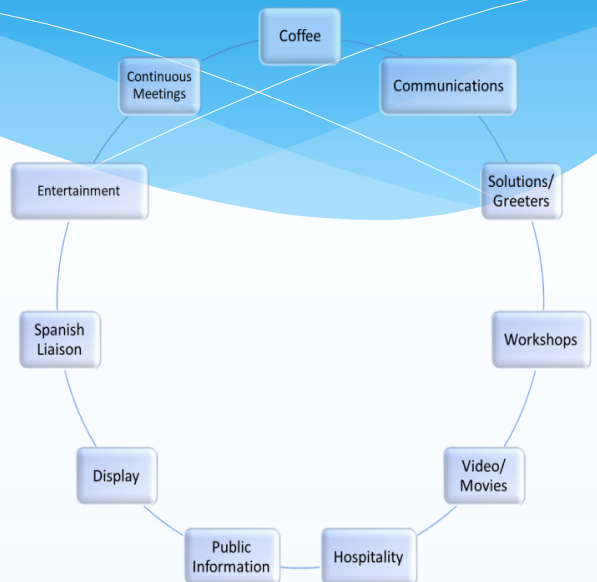 Coffee
Communications
Solutions/
Greeters
Workshops
Video/
Movies
Hospitality
Public
Information
Display
Spanish
Liaison
Entertainment
Continuous
Meetings